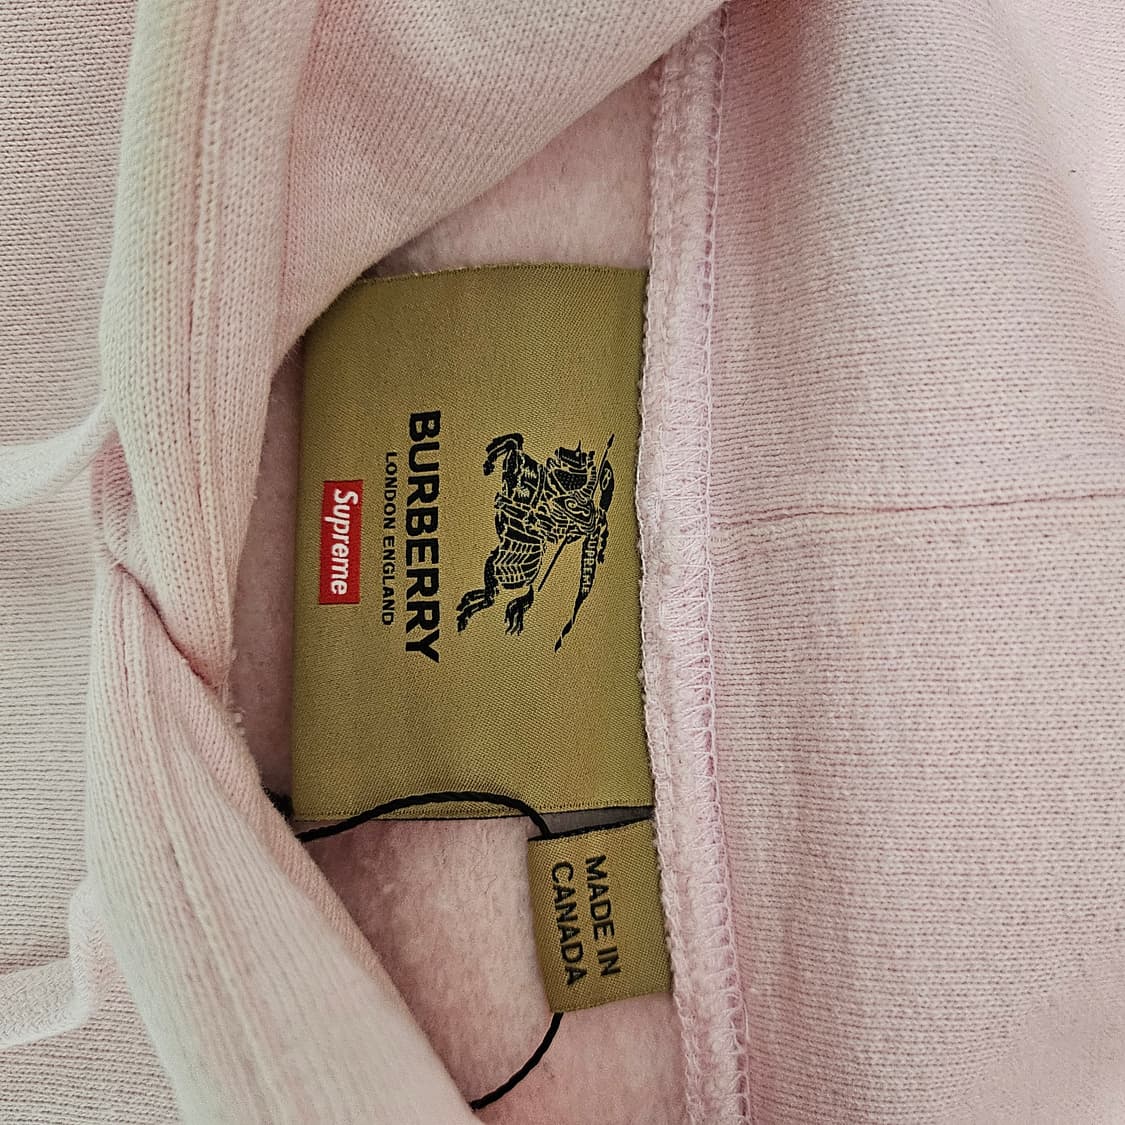 SUPREME
BURBERRY
LONDON ENGLAND
Supreme
MADE IN
CANADA